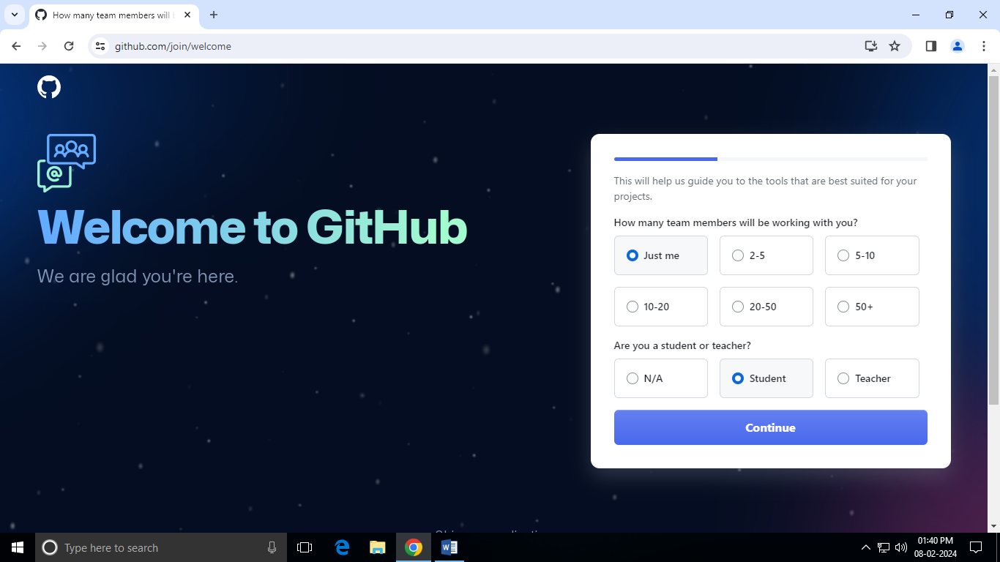 How many team members will b
github.com/join/welcome
@
Welcome to GitHub
We are glad you're here.
This will help us guide you to the tools that are best suited for your
projects.
How many team members will be working with you?
Just me
2-5
5-10
10-20
20-50
50+
Are you a student or teacher?
N/A
Student
Teacher
Continue
Type here to search
01:40 PM
08-02-2024